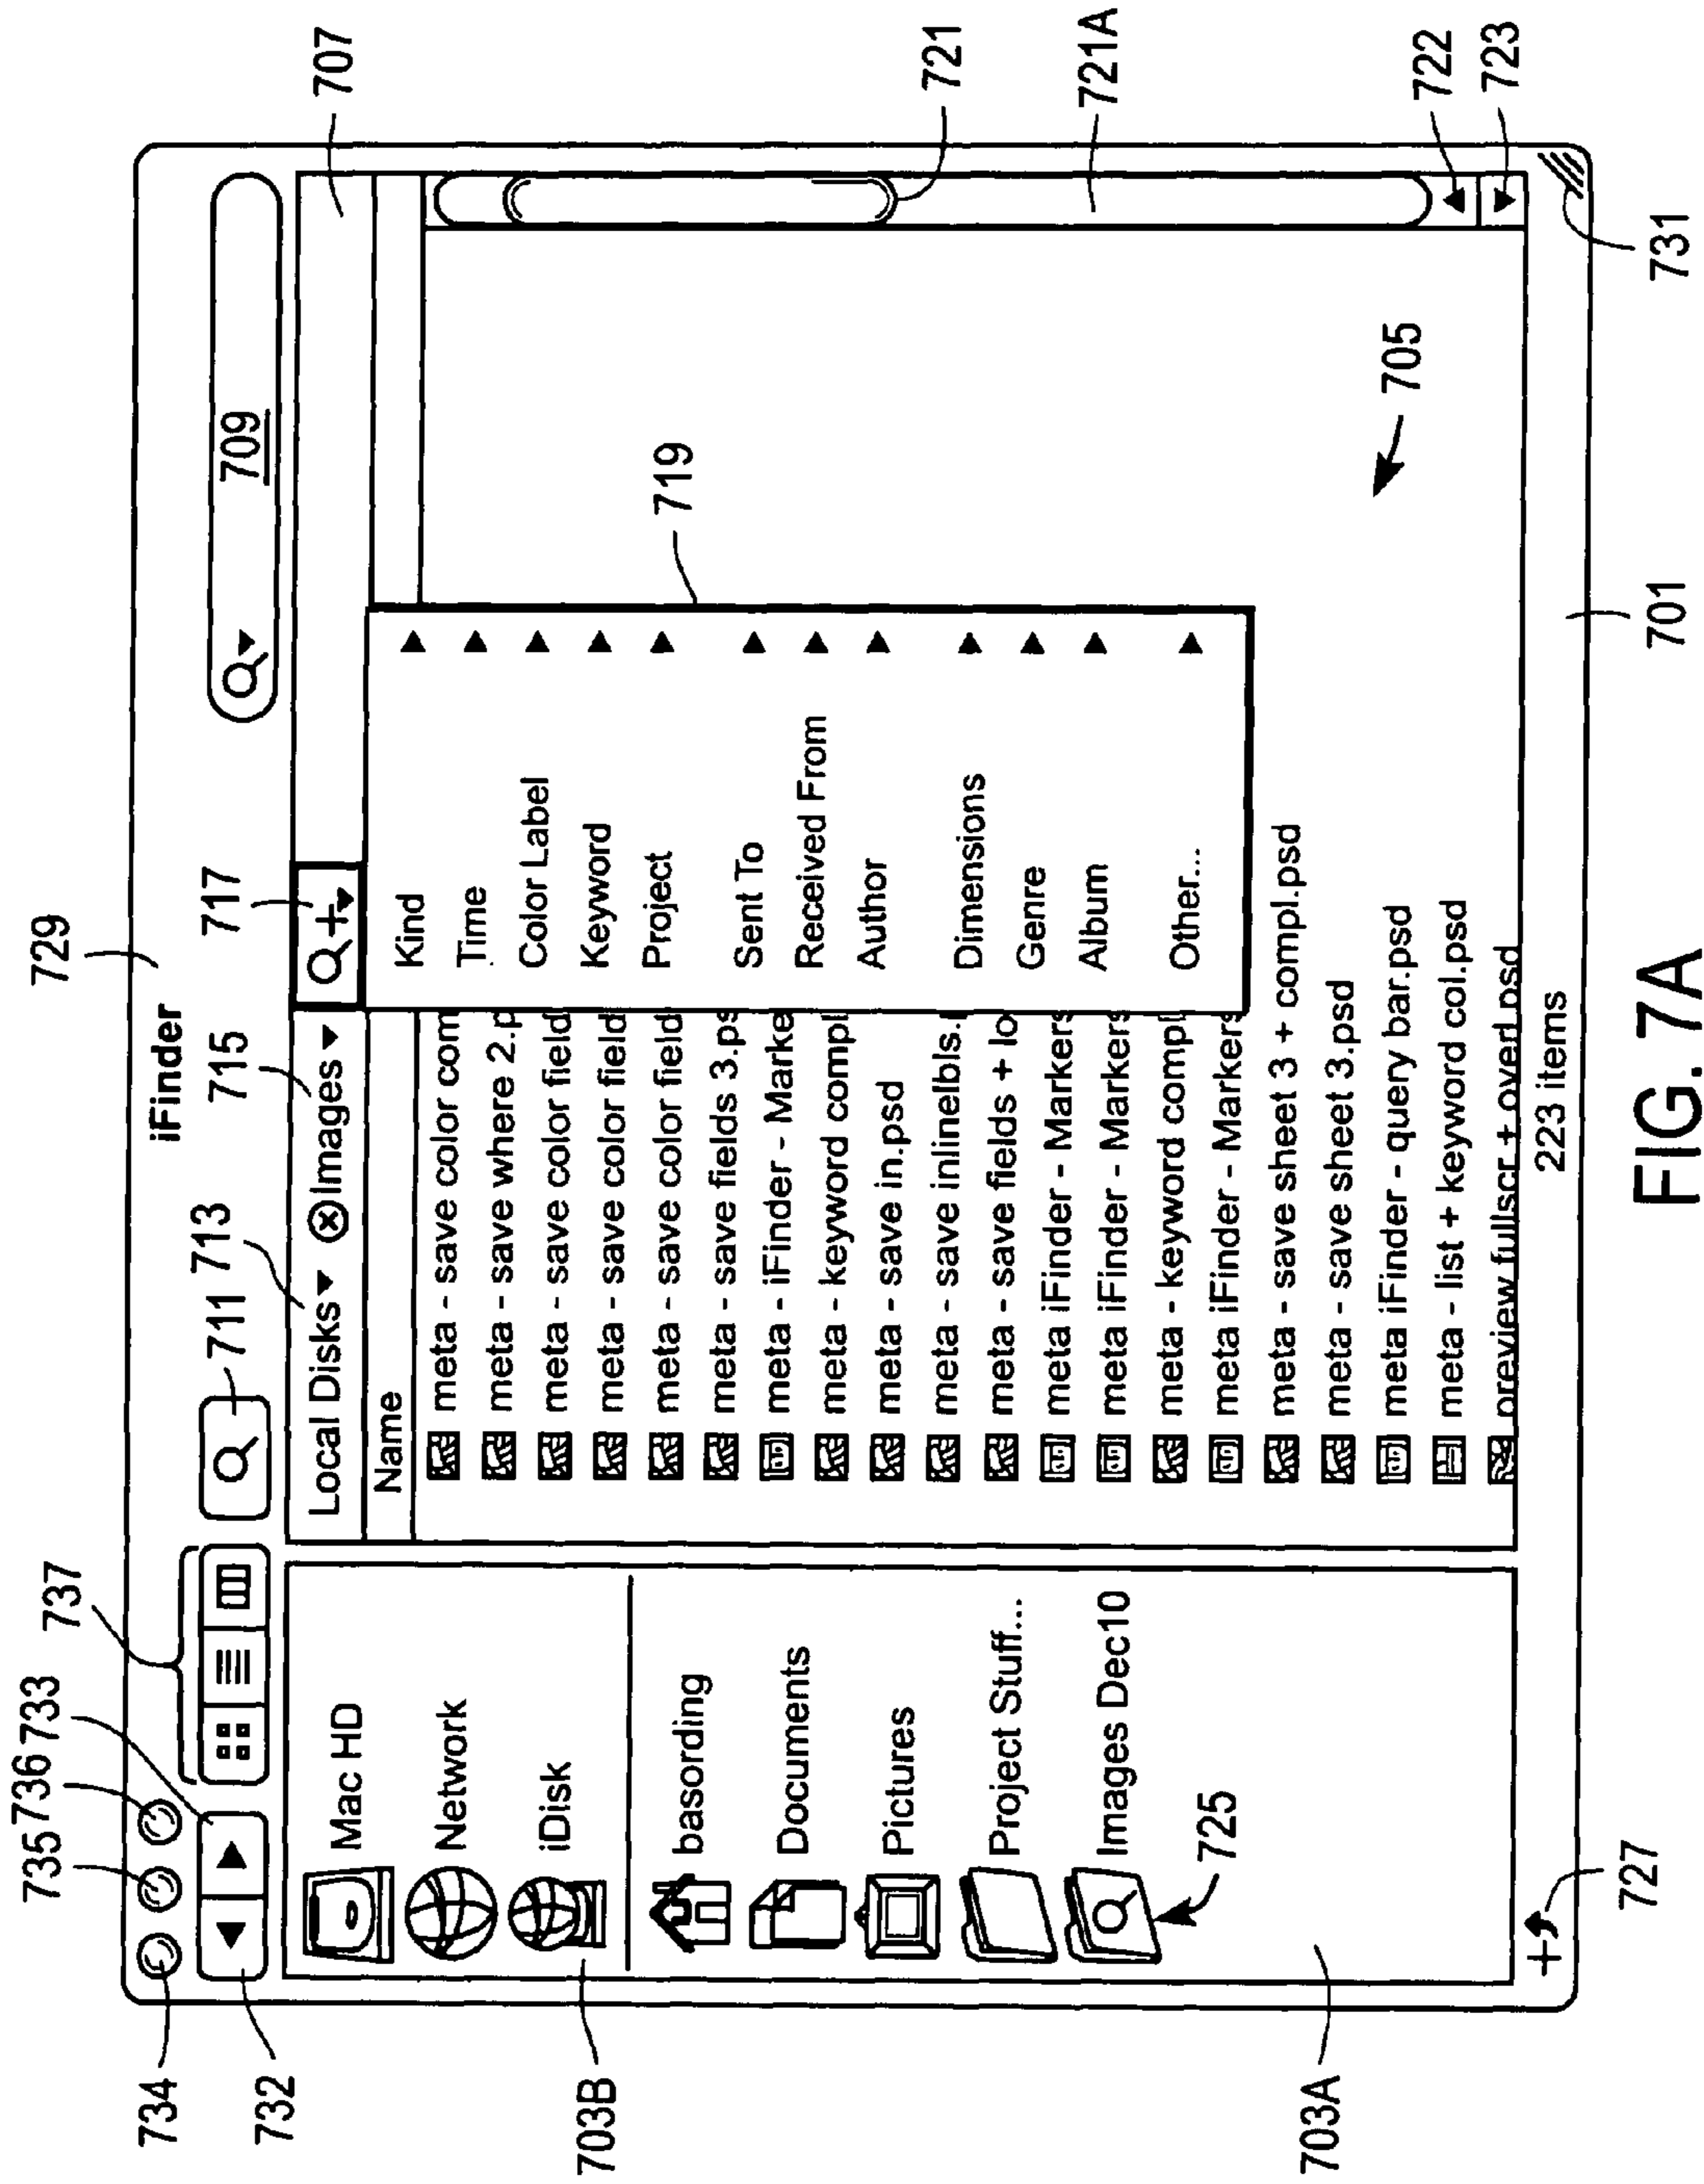 729
iFinder
734
735
736
733
737
711
713
715
717
707
732
709
Local Disks
Images
Name
Mac HD
Network
iDisk
basording
Documents
Pictures
Project Stuff...
Images Dec10
725
703B
703A
meta - save color com
meta - save where 2.p
meta - save color field
meta - save color field
meta - save color field
meta - save fields 3.ps
meta - iFinder - Marke
meta - keyword compl
meta - save in.psd
meta - save inlinelbls.
meta - save fields + lo
meta iFinder - Markers
meta iFinder - Markers
meta - keyword compl
meta iFinder - Markers
meta - save sheet 3 + compl.psd
meta - save sheet 3.psd
meta iFinder - query bar.psd
meta - list + keyword col.psd
preview fullscr + overl.psd
Kind
Time
Color Label
Keyword
Project
Sent To
Received From
Author
Dimensions
Genre
Album
Other...
719
705
721
721A
722
723
731
223 items
701
727
FIG. 7A